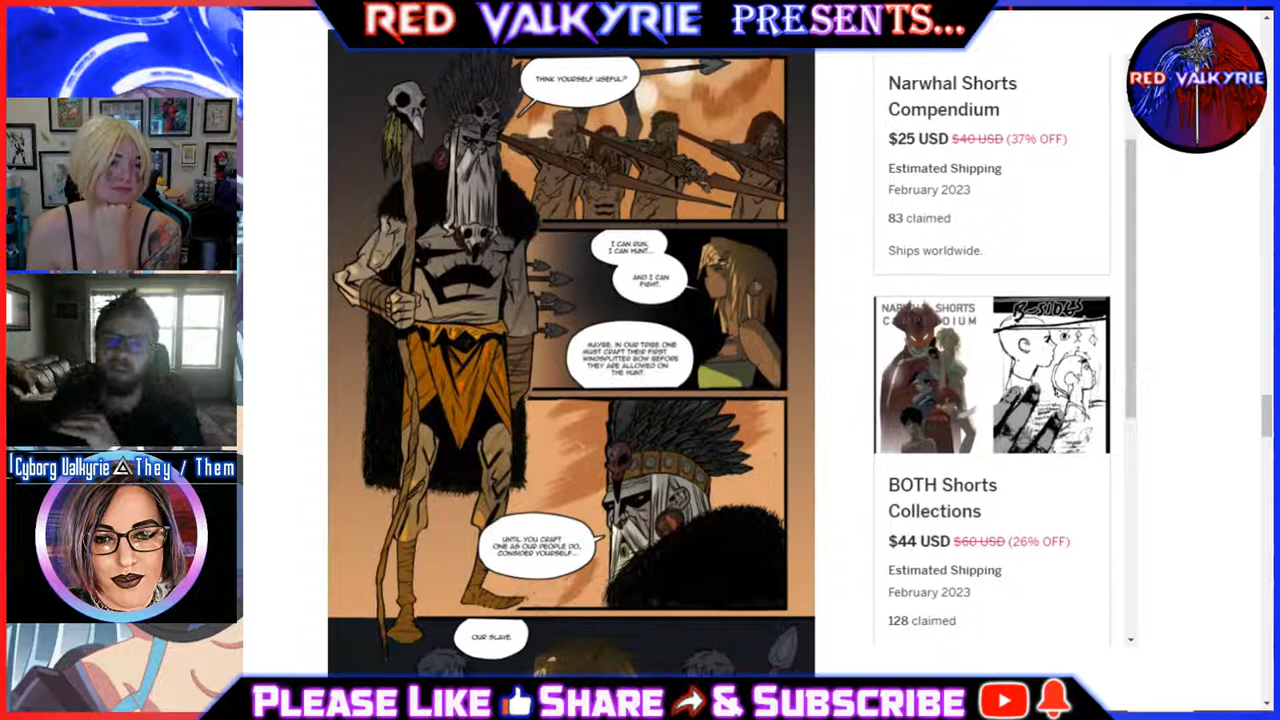 RED VALKYRIE PRESENTS...
RED VALKYRIE
THINK YOURSELF USEFUL?
I CAN RUN,
I CAN HUNT...
AND I CAN
FIGHT.
MAYBE. IN OUR TRIBE ONE
MUST CRAFT THEIR FIRST
WINDSPLITTER BOW BEFORE
THEY ARE ALLOWED ON
THE HUNT.
UNTIL YOU CRAFT
ONE AS OUR PEOPLE DO,
CONSIDER YOURSELF...
OUR SLAVE.
Narwhal Shorts
Compendium
$25 USD $40 USD (37% OFF)
Estimated Shipping
February 2023
83 claimed
Ships worldwide.
NARWHAL SHORTS
COMPENDIUM
B-SIDES
BOTH Shorts
Collections
$44 USD $60 USD (26% OFF)
Estimated Shipping
February 2023
128 claimed
Cyborg Valkyrie They / Them
PLEASE LIKE SHARE & SUBSCRIBE